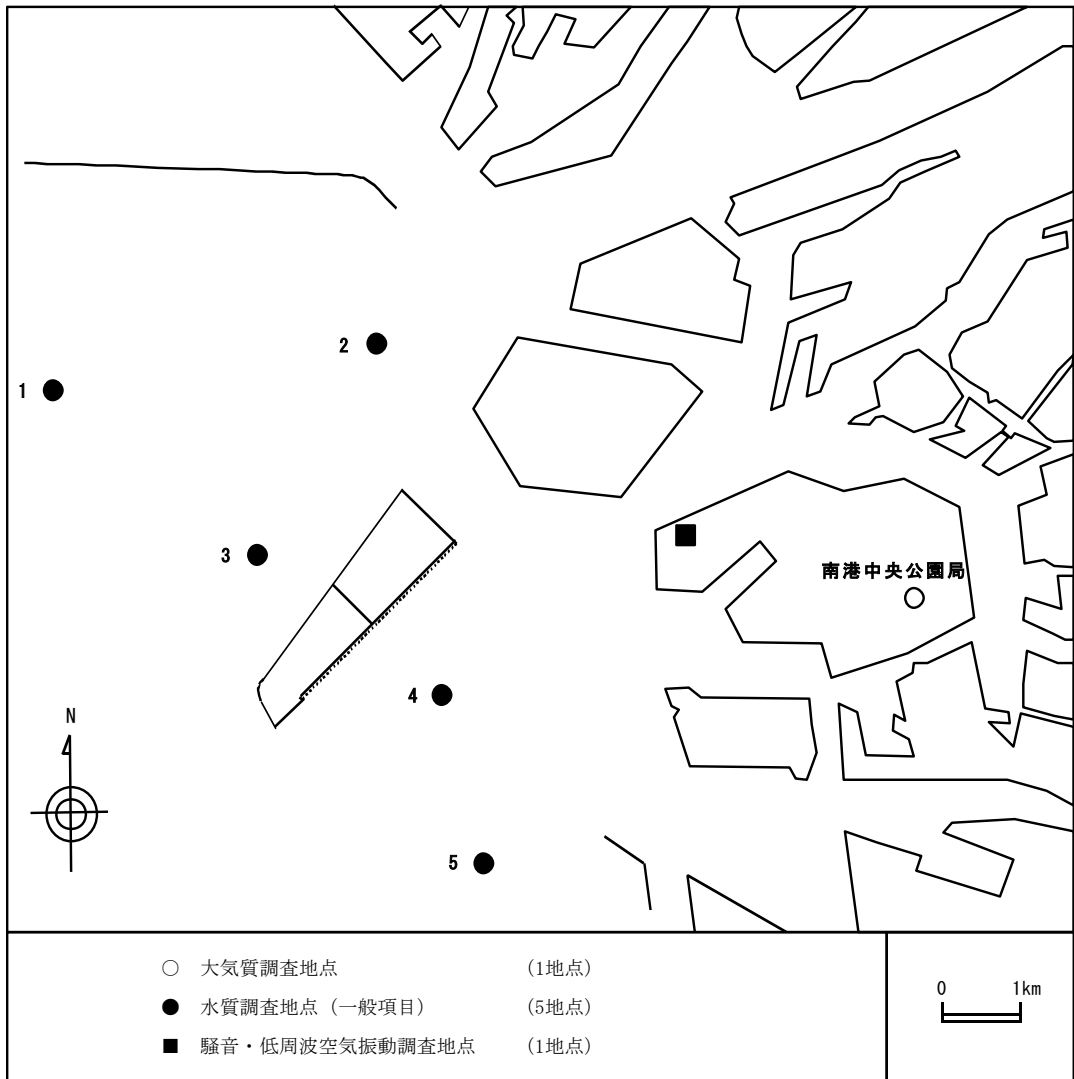 2
1
3
南港中央公園局
4
N
5
○ 大気質調査地点 (1地点)
● 水質調査地点（一般項目） (5地点)
■ 騒音・低周波空気振動調査地点 (1地点)
0 1km